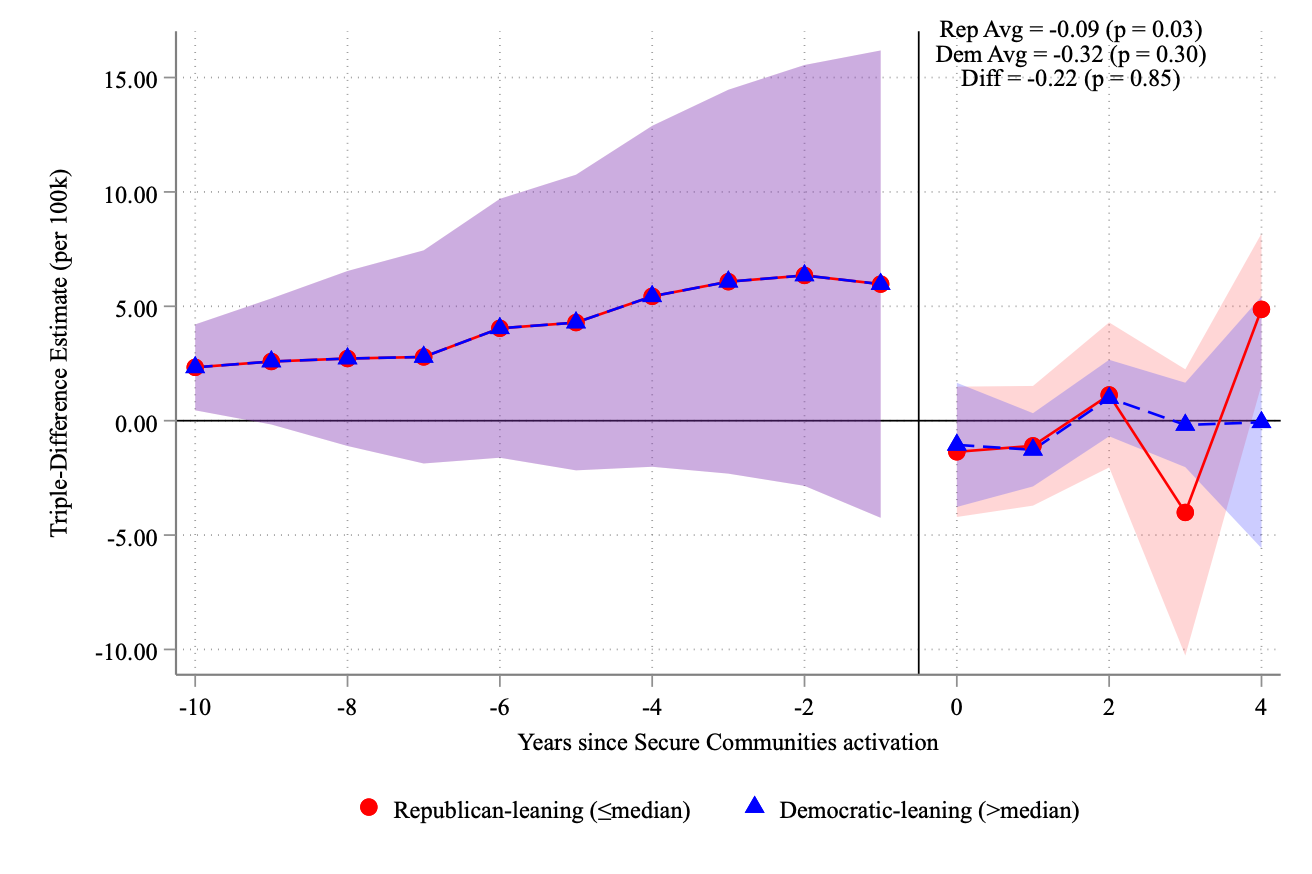 Rep Avg = -0.09 (p = 0.03)
Dem Avg = -0.32 (p = 0.30)
Diff = -0.22 (p = 0.85)
Triple-Difference Estimate (per 100k)
15.00
10.00
5.00
0.00
-5.00
-10.00
-10 -8 -6 -4 -2 0 2 4
Years since Secure Communities activation
Republican-leaning (≤median) Democratic-leaning (>median)